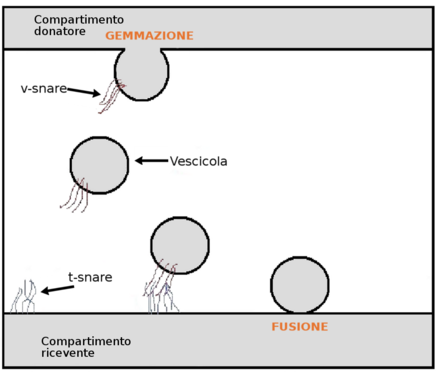 Compartimento
donatore
GEMMAZIONE
v-snare
Vescicola
t-snare
FUSIONE
Compartimento
ricevente